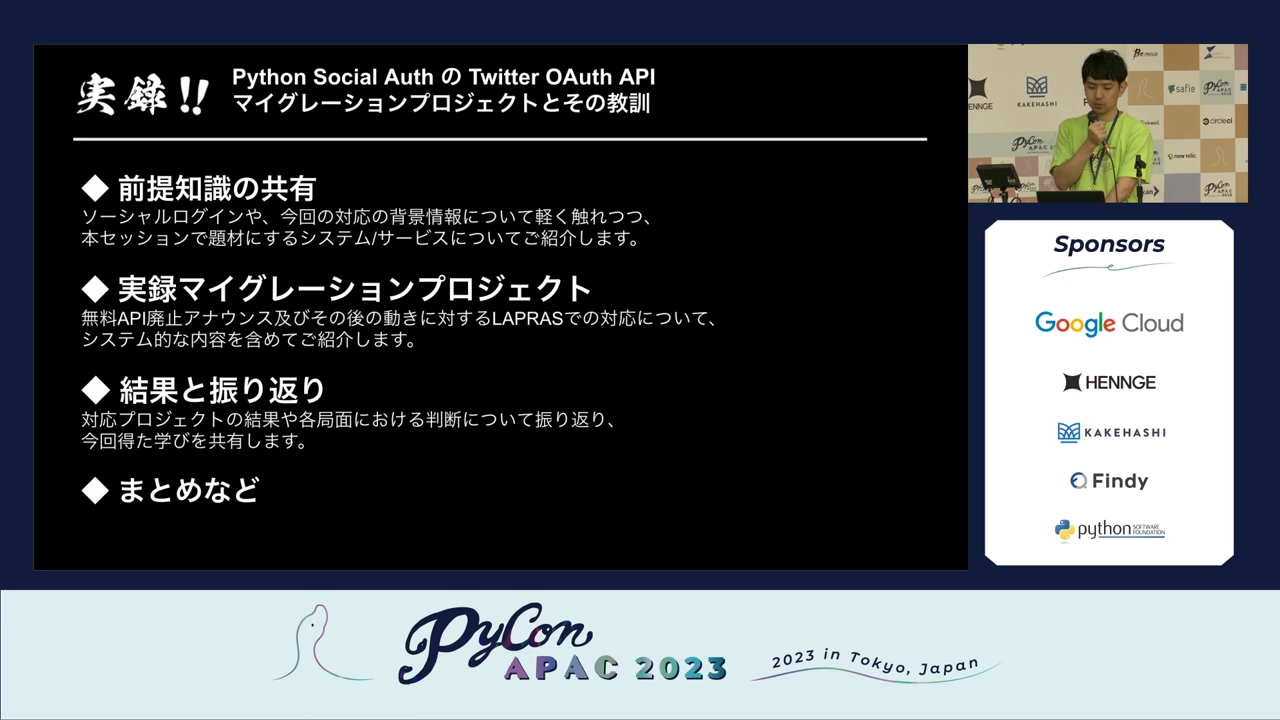 実録!!
Python Social Auth の Twitter OAuth API
マイグレーションプロジェクトとその教訓
◆ 前提知識の共有
ソーシャルログインや、今回の対応の背景情報について軽く触れつつ、
本セッションで題材にするシステム/サービスについてご紹介します。
◆ 実録マイグレーションプロジェクト
無料API廃止アナウンス及びその後の動きに対するLAPRASでの対応について、
システム的な内容を含めてご紹介します。
◆ 結果と振り返り
対応プロジェクトの結果や各局面における判断について振り返り、
今回得た学びを共有します。
◆ まとめなど
KAKEHASHI
safie
circleci
new relic
Sponsors
Google Cloud
HENNGE
KAKEHASHI
Findy
python SOFTWARE FOUNDATION
PyCon
APAC 2023
2023 in Tokyo, Japan